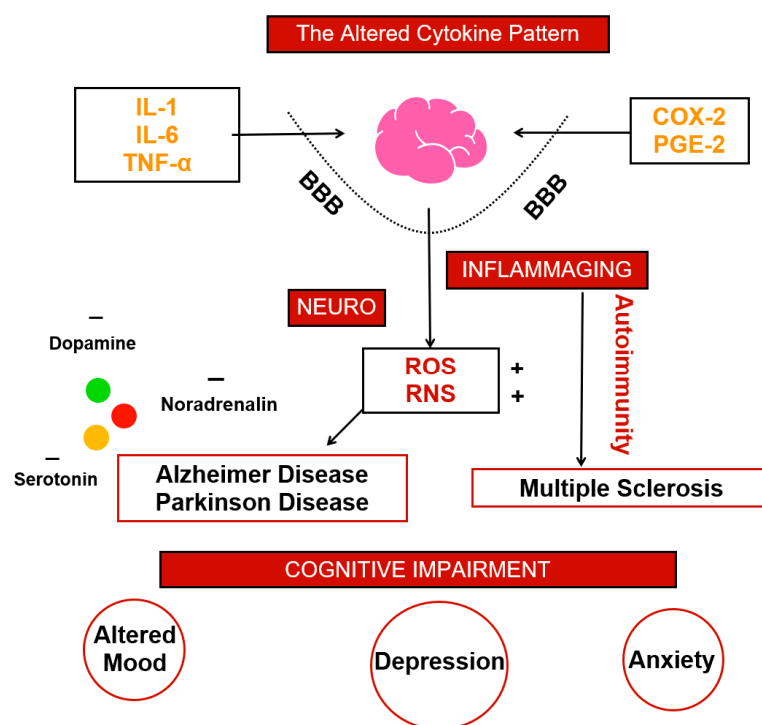 The Altered Cytokine Pattern
IL-1
IL-6
TNF-α
COX-2
PGE-2
BBB
BBB
INFLAMMAGING
NEURO
Autoimmunity
ROS +
RNS +
–
Dopamine
–
Noradrenalin
–
Serotonin
Alzheimer Disease
Parkinson Disease
Multiple Sclerosis
COGNITIVE IMPAIRMENT
Altered
Mood
Depression
Anxiety